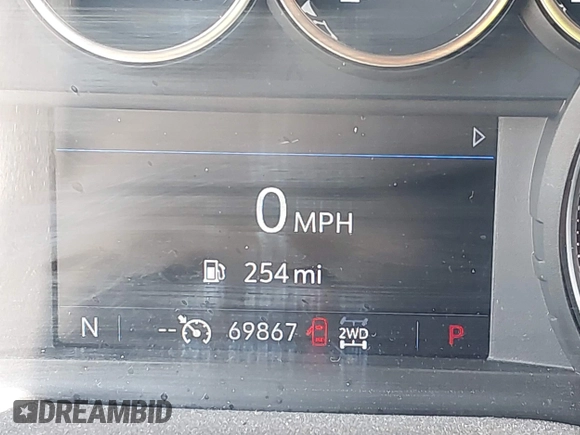 0 MPH
254 mi
N -- 69867 2WD P
DREAMBID